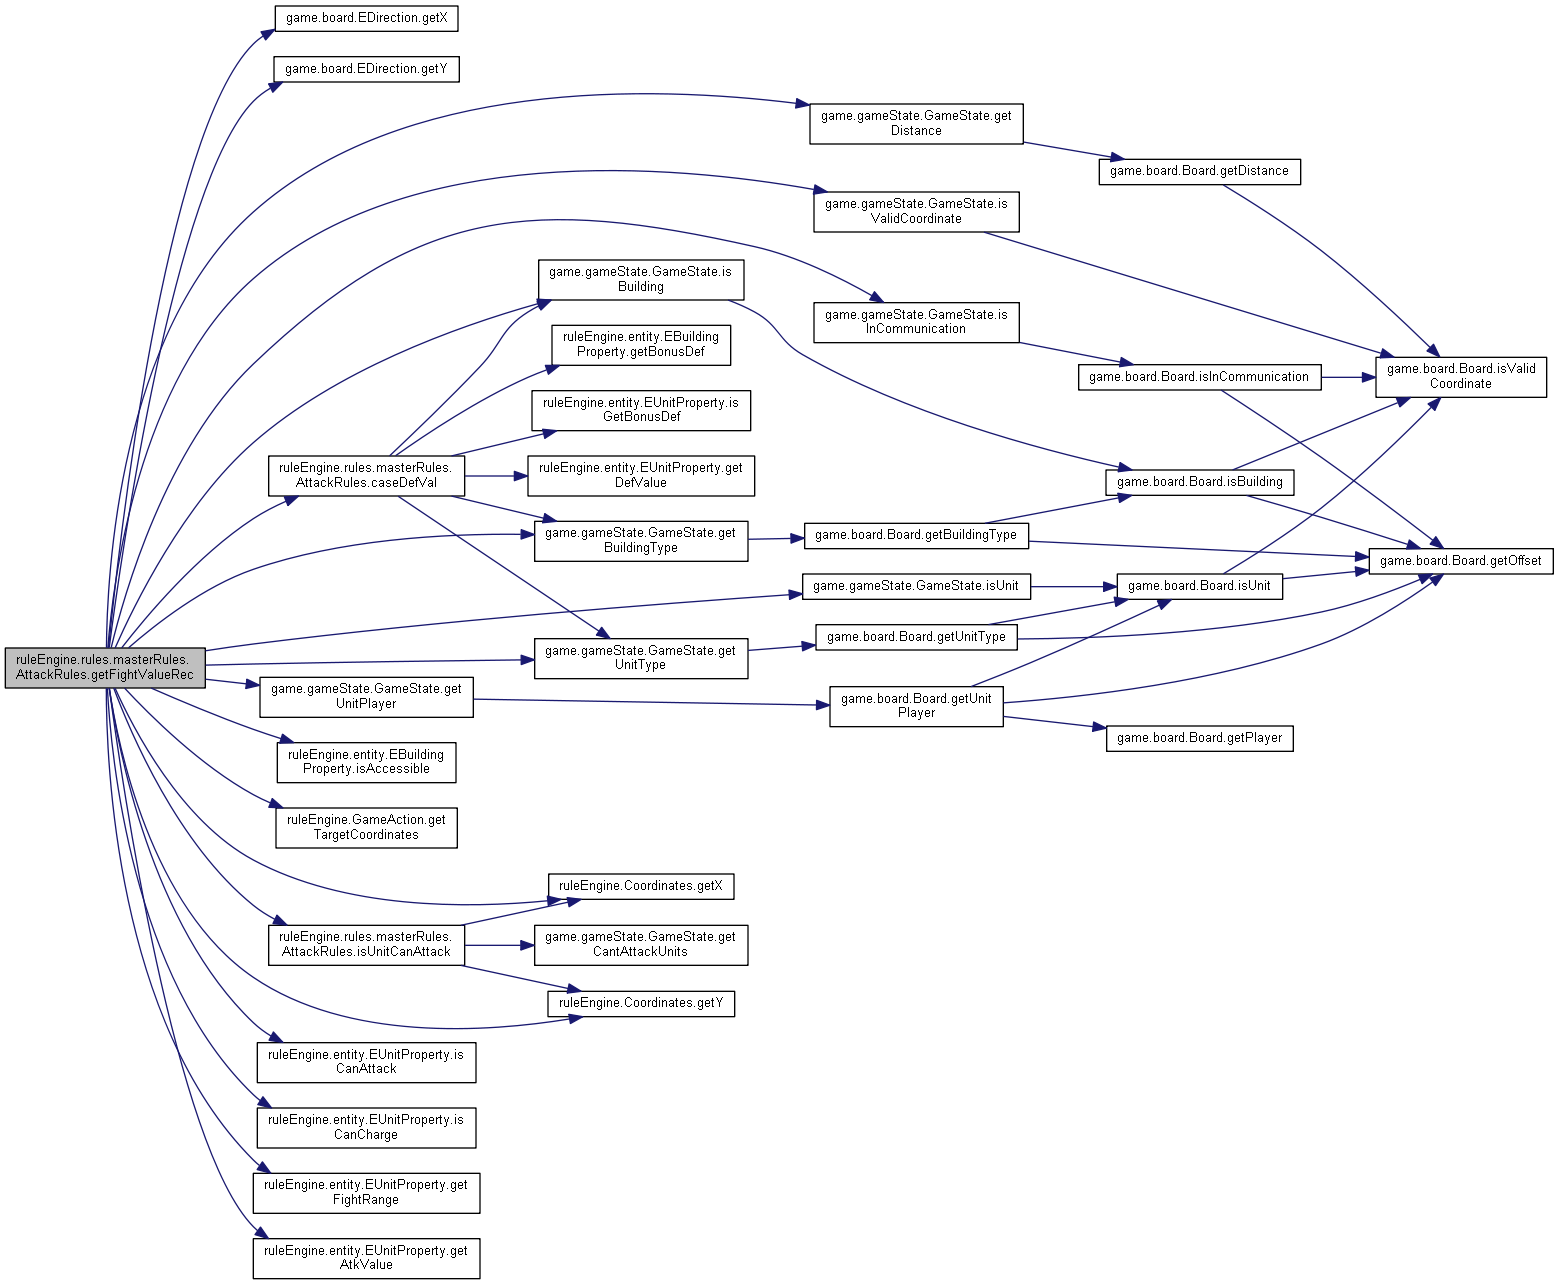 game.board.EDirection.getX
game.board.EDirection.getY
game.gameState.GameState.get
Distance
game.board.Board.getDistance
game.gameState.GameState.is
ValidCoordinate
game.gameState.GameState.is
Building
game.gameState.GameState.is
InCommunication
ruleEngine.entity.EBuilding
Property.getBonusDef
game.board.Board.isInCommunication
game.board.Board.isValid
Coordinate
ruleEngine.entity.EUnitProperty.is
GetBonusDef
ruleEngine.rules.masterRules.
AttackRules.caseDefVal
ruleEngine.entity.EUnitProperty.get
DefValue
game.board.Board.isBuilding
game.gameState.GameState.get
BuildingType
game.board.Board.getBuildingType
game.board.Board.getOffset
game.gameState.GameState.isUnit
game.board.Board.isUnit
game.gameState.GameState.get
UnitType
game.board.Board.getUnitType
ruleEngine.rules.masterRules.
AttackRules.getFightValueRec
game.gameState.GameState.get
UnitPlayer
game.board.Board.getUnit
Player
game.board.Board.getPlayer
ruleEngine.entity.EBuilding
Property.isAccessible
ruleEngine.GameAction.get
TargetCoordinates
ruleEngine.Coordinates.getX
ruleEngine.rules.masterRules.
AttackRules.isUnitCanAttack
game.gameState.GameState.get
CantAttackUnits
ruleEngine.Coordinates.getY
ruleEngine.entity.EUnitProperty.is
CanAttack
ruleEngine.entity.EUnitProperty.is
CanCharge
ruleEngine.entity.EUnitProperty.get
FightRange
ruleEngine.entity.EUnitProperty.get
AtkValue